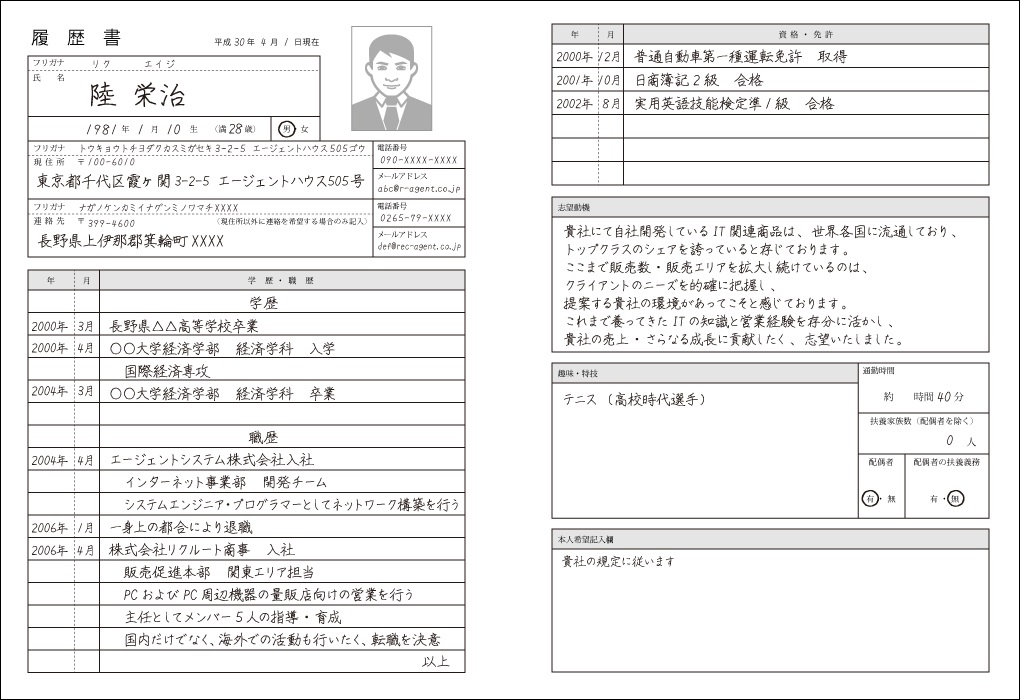 履歴書
平成30年 4月 1日現在
フリガナ リク エイジ
氏 名
陸 栄治
1981年 1月 10 生 (満28歳) 男 女
フリガナ トウキョウトチヨダクカスミガセキ3-2-5 エージェントハウス505ゴウ
現住所 〒100-6010
東京都千代区霞ヶ関3-2-5 エージェントハウス505号
電話番号
090-XXXX-XXXX
メールアドレス
abc@r-agent.co.jp
フリガナ ナガノケンカミイナグンミノワマチXXXX
連絡先 〒399-4600 (現住所以外に連絡を希望する場合のみ記入)
長野県上伊那郡箕輪町XXXX
電話番号
0265-79-XXXX
メールアドレス
def@rec-agent.co.jp
年 月 学歴・職歴
学歴
2000年 3月 長野県△△高等学校卒業
2000年 4月 〇〇大学経済学部 経済学科 入学
国際経済専攻
2004年 3月 〇〇大学経済学部 経済学科 卒業
職歴
2004年 4月 エージェントシステム株式会社入社
インターネット事業部 開発チーム
システムエンジニア・プログラマーとしてネットワーク構築を行う
2006年 1月 一身上の都合により退職
2006年 4月 株式会社リクルート商事 入社
販売促進本部 関東エリア担当
PCおよびPC周辺機器の量販店向けの営業を行う
主任としてメンバー5人の指導・育成
国内だけでなく、海外での活動も行いたく、転職を決意
以上
年 月 資格・免許
2000年 12月 普通自動車第一種運転免許 取得
2001年 10月 日商簿記2級 合格
2002年 8月 実用英語技能検定準1級 合格
志望動機
貴社にて自社開発しているIT関連商品は、世界各国に流通しており、
トップクラスのシェアを誇っていると存じております。
ここまで販売数・販売エリアを拡大し続けているのは、
クライアントのニーズを的確に把握し、
提案する貴社の環境があってこそと感じております。
これまで養ってきたITの知識と営業経験を存分に活かし、
貴社の売上・さらなる成長に貢献したく、志望いたしました。
趣味・特技
テニス(高校時代選手)
通勤時間
約 時間40分
扶養家族数(配偶者を除く)
0 人
配偶者
有・無
配偶者の扶養義務
有・無
本人希望記入欄
貴社の規定に従います